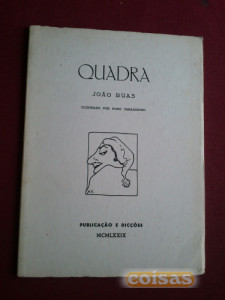 QUADRA
JOÃO RUAS
PUBLICAÇÃO E DICÇÕES
MCMLXXIX
coisas